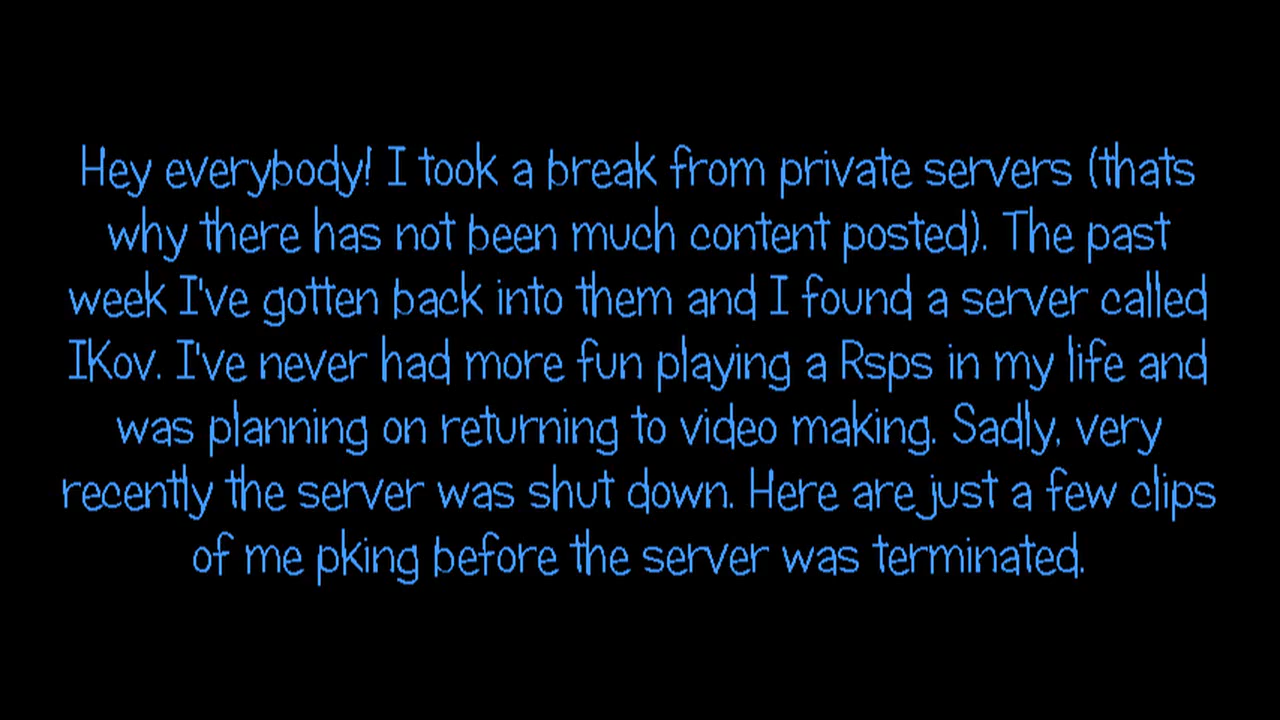 Hey everybody! I took a break from private servers (thats
why there has not been much content posted). The past
week I've gotten back into them and I found a server called
IKov. I've never had more fun playing a Rsps in my life and
was planning on returning to video making. Sadly, very
recently the server was shut down. Here are just a few clips
of me pking before the server was terminated.